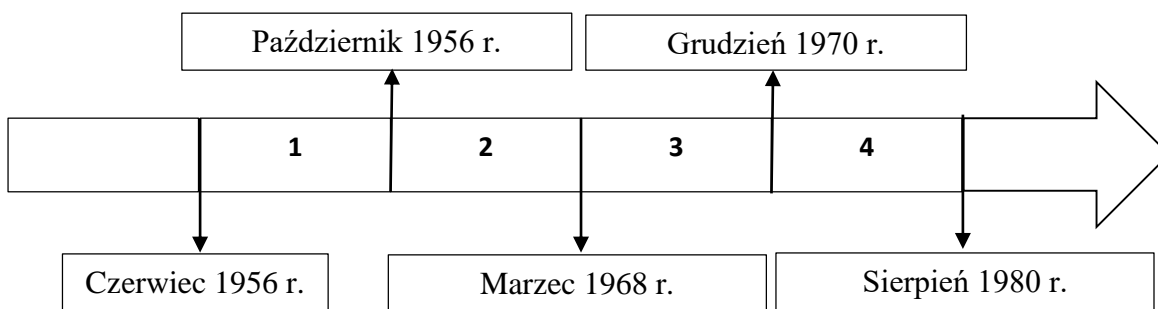 Październik 1956 r.
Grudzień 1970 r.
1
2
3
4
Czerwiec 1956 r.
Marzec 1968 r.
Sierpień 1980 r.